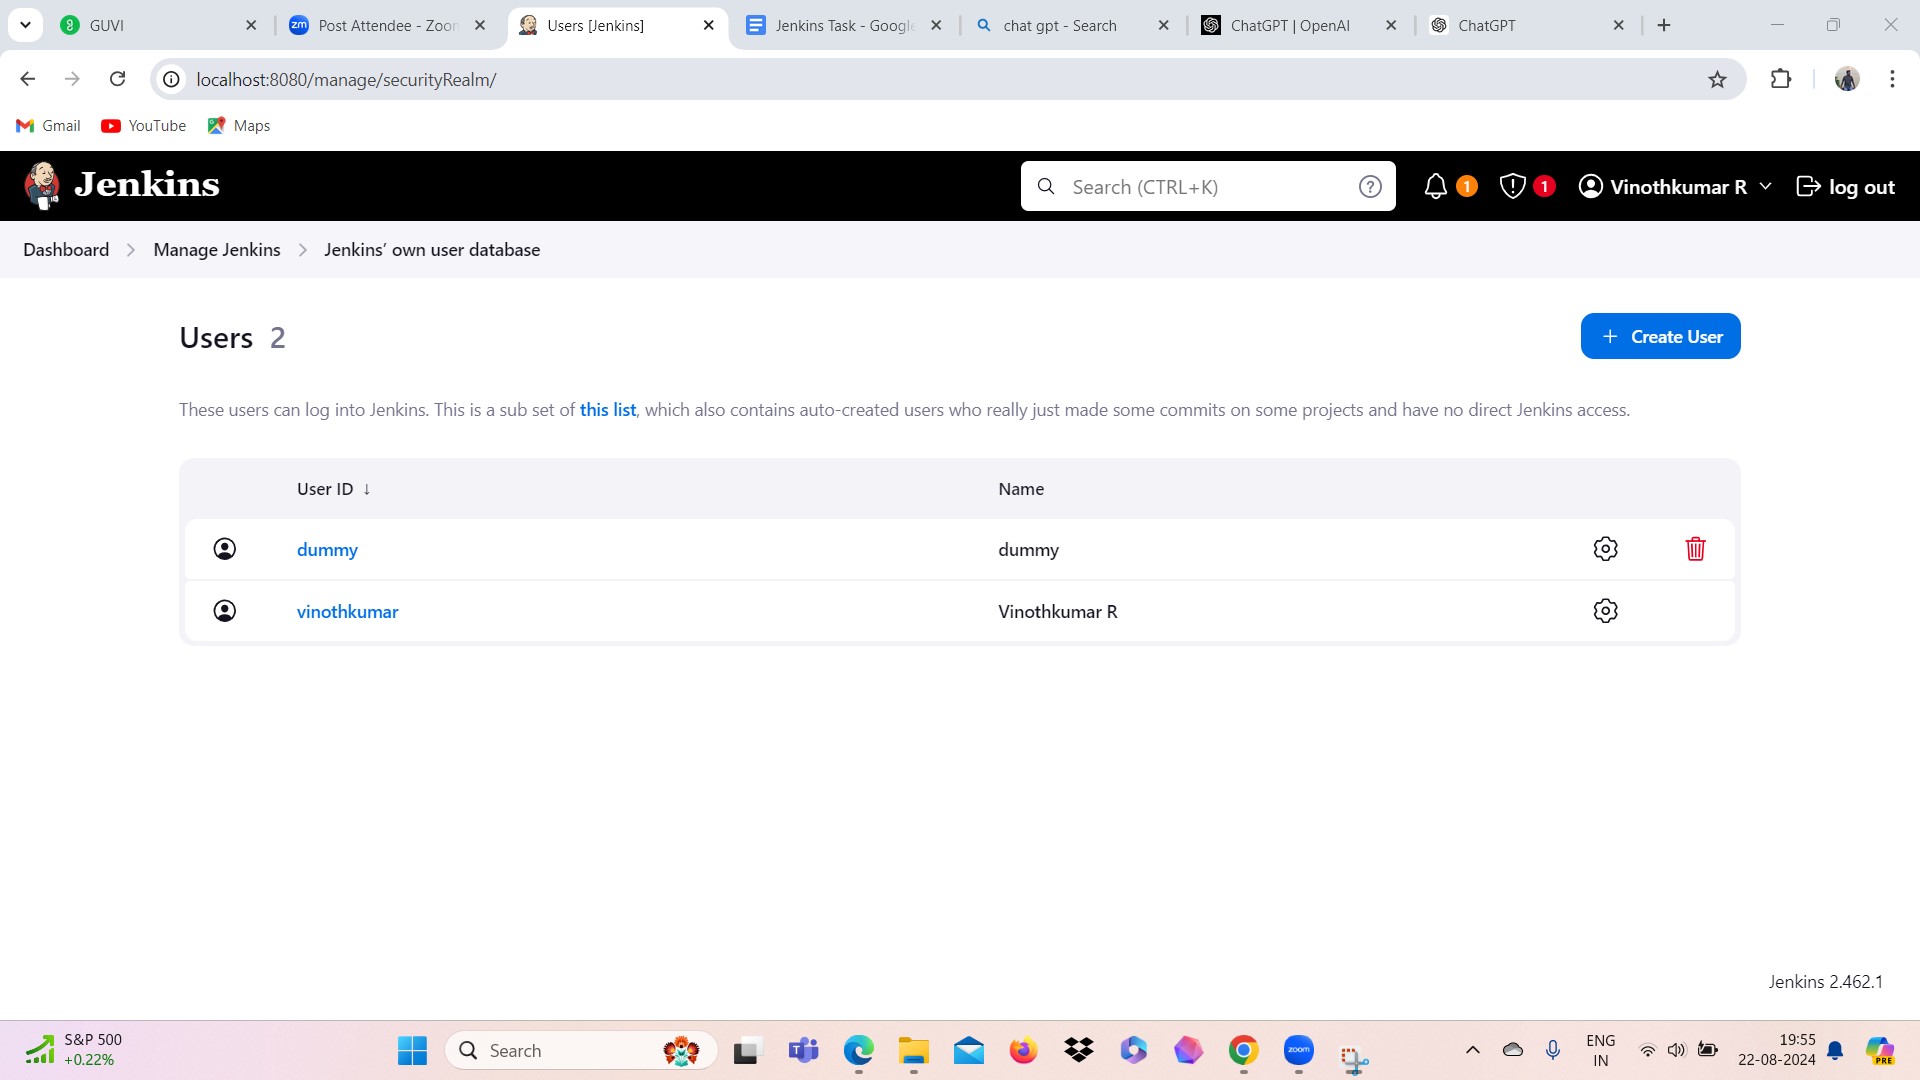 GUVI
Post Attendee - Zoom
Users [Jenkins]
Jenkins Task - Google
chat gpt - Search
ChatGPT | OpenAI
ChatGPT
localhost:8080/manage/securityRealm/
Gmail
YouTube
Maps
Jenkins
Search (CTRL+K)
1
1
Vinothkumar R
log out
Dashboard
Manage Jenkins
Jenkins’ own user database
Users 2
Create User
These users can log into Jenkins. This is a sub set of this list, which also contains auto-created users who really just made some commits on some projects and have no direct Jenkins access.
User ID ↓
Name
dummy
dummy
vinothkumar
Vinothkumar R
Jenkins 2.462.1
S&P 500
+0.22%
Search
zoom
ENG
IN
19:55
22-08-2024
PRE